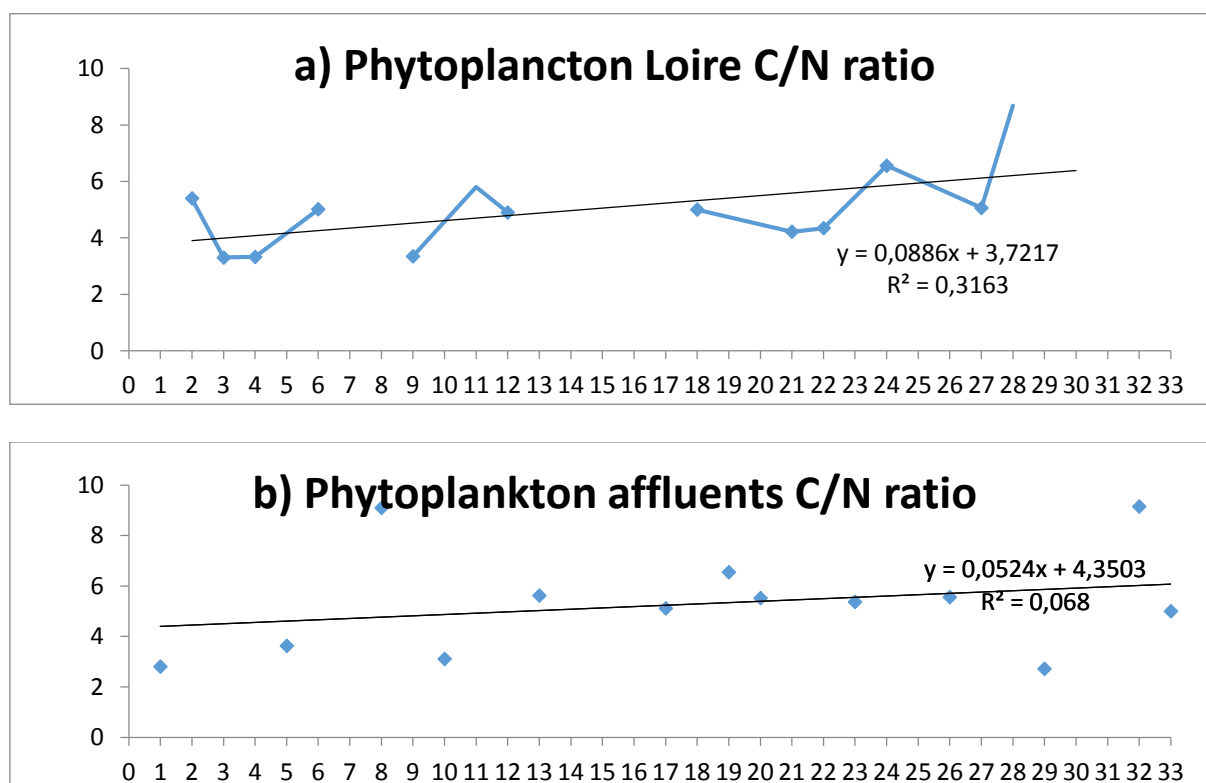 a) Phytoplancton Loire C/N ratio
10
8
6
4
2
0
y = 0,0886x + 3,7217
R² = 0,3163
0 1 2 3 4 5 6 7 8 9 10 11 12 13 14 15 16 17 18 19 20 21 22 23 24 25 26 27 28 29 30 31 32 33
b) Phytoplankton affluents C/N ratio
10
8
6
4
2
0
y = 0,0524x + 4,3503
R² = 0,068
0 1 2 3 4 5 6 7 8 9 10 11 12 13 14 15 16 17 18 19 20 21 22 23 24 25 26 27 28 29 30 31 32 33